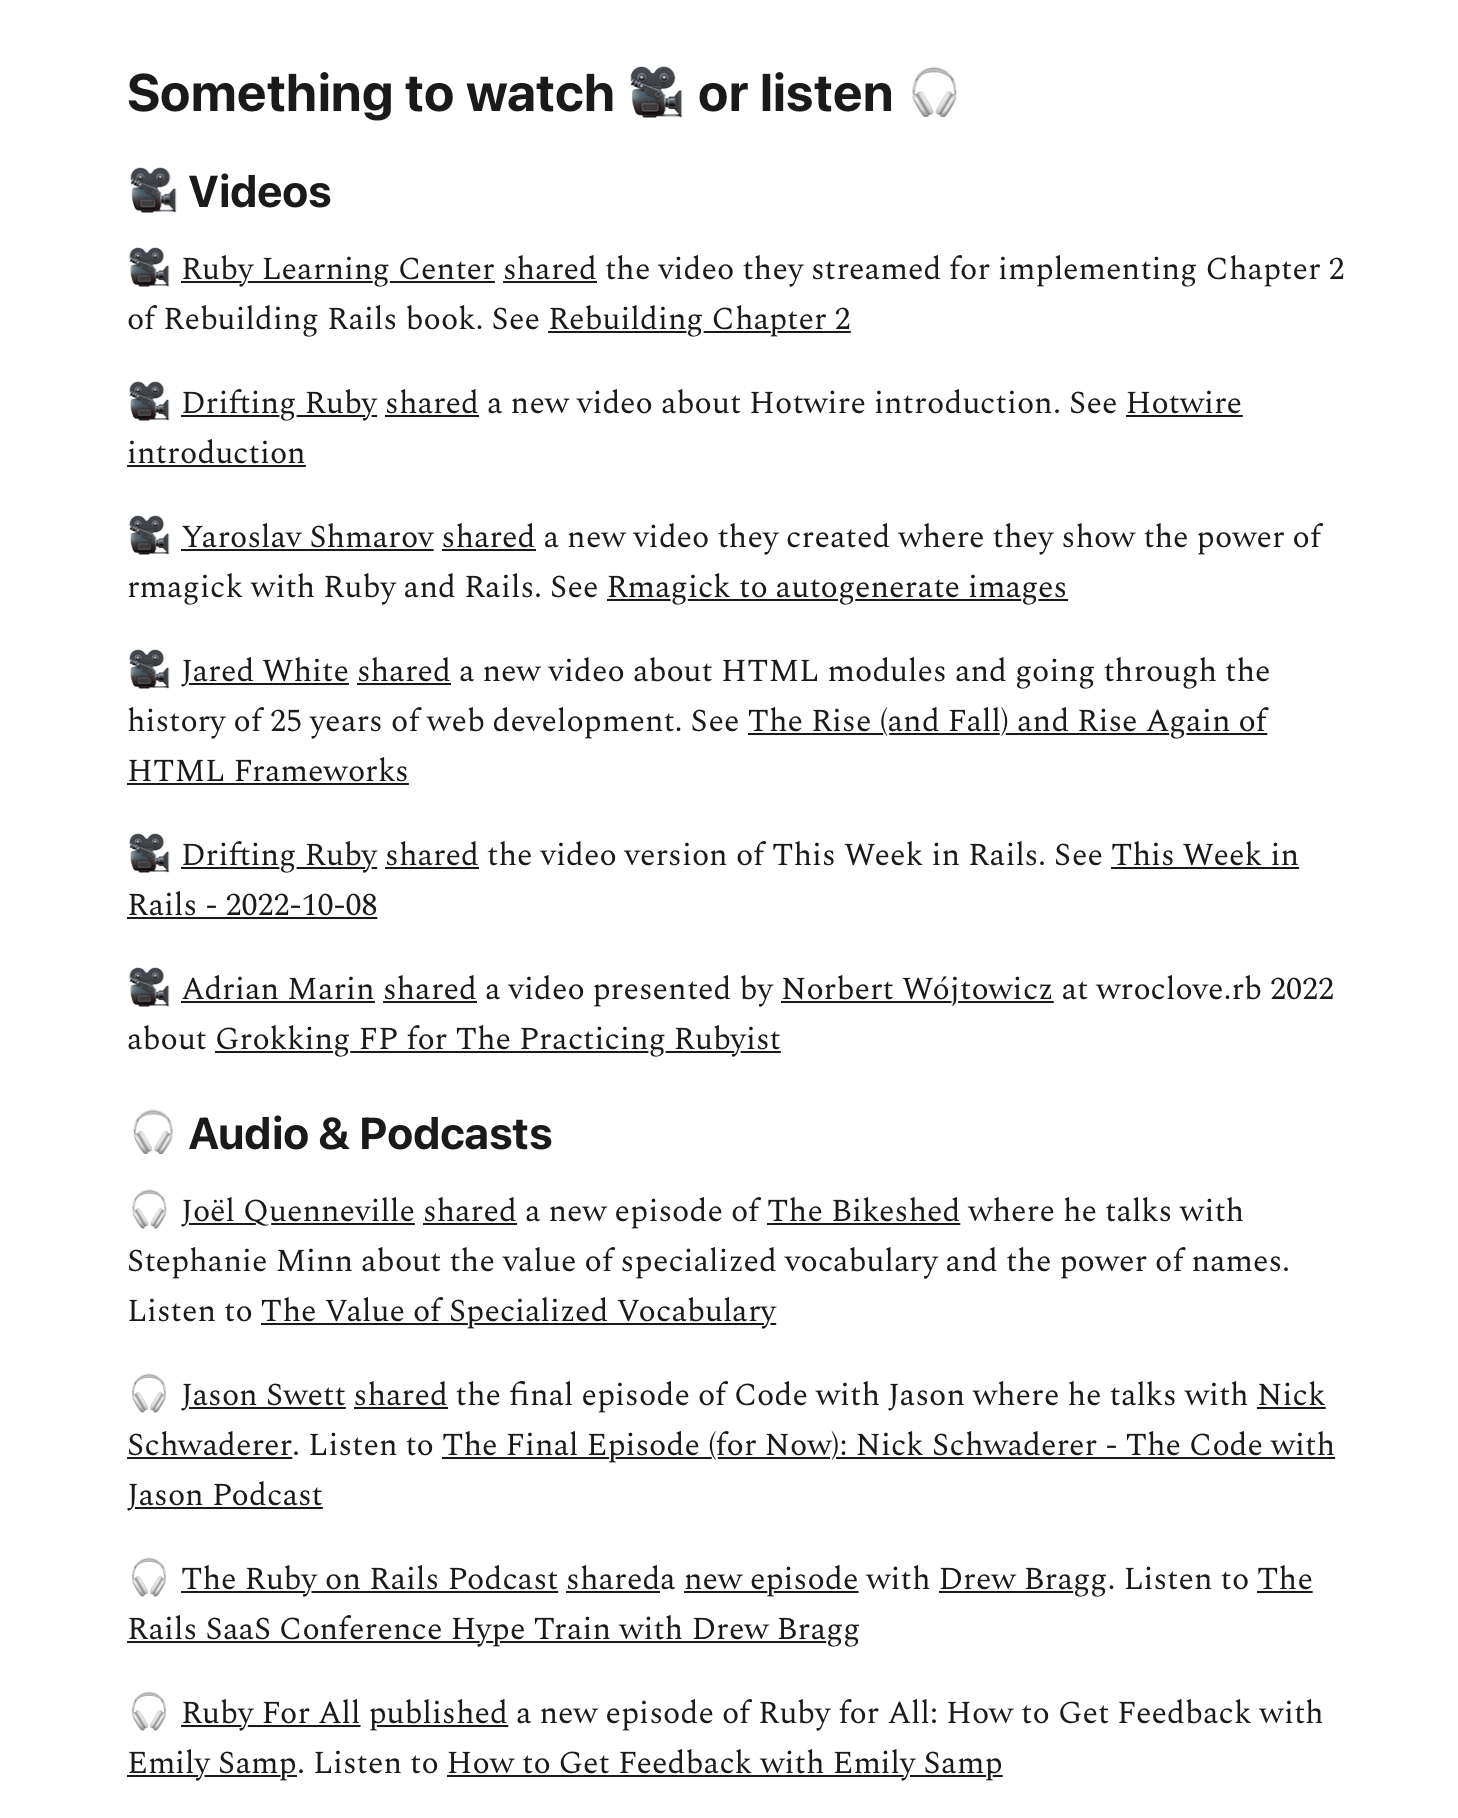 Something to watch 🎥 or listen 🎧
🎥 Videos
🎥 Ruby Learning Center shared the video they streamed for implementing Chapter 2
of Rebuilding Rails book. See Rebuilding Chapter 2
🎥 Drifting Ruby shared a new video about Hotwire introduction. See Hotwire
introduction
🎥 Yaroslav Shmarov shared a new video they created where they show the power of
rmagick with Ruby and Rails. See Rmagick to autogenerate images
🎥 Jared White shared a new video about HTML modules and going through the
history of 25 years of web development. See The Rise (and Fall) and Rise Again of
HTML Frameworks
🎥 Drifting Ruby shared the video version of This Week in Rails. See This Week in
Rails - 2022-10-08
🎥 Adrian Marin shared a video presented by Norbert Wójtowicz at wroclove.rb 2022
about Grokking FP for The Practicing Rubyist
🎧 Audio & Podcasts
🎧 Joël Quenneville shared a new episode of The Bikeshed where he talks with
Stephanie Minn about the value of specialized vocabulary and the power of names.
Listen to The Value of Specialized Vocabulary
🎧 Jason Swett shared the final episode of Code with Jason where he talks with Nick
Schwaderer. Listen to The Final Episode (for Now): Nick Schwaderer - The Code with
Jason Podcast
🎧 The Ruby on Rails Podcast shareda new episode with Drew Bragg. Listen to The
Rails SaaS Conference Hype Train with Drew Bragg
🎧 Ruby For All published a new episode of Ruby for All: How to Get Feedback with
Emily Samp. Listen to How to Get Feedback with Emily Samp